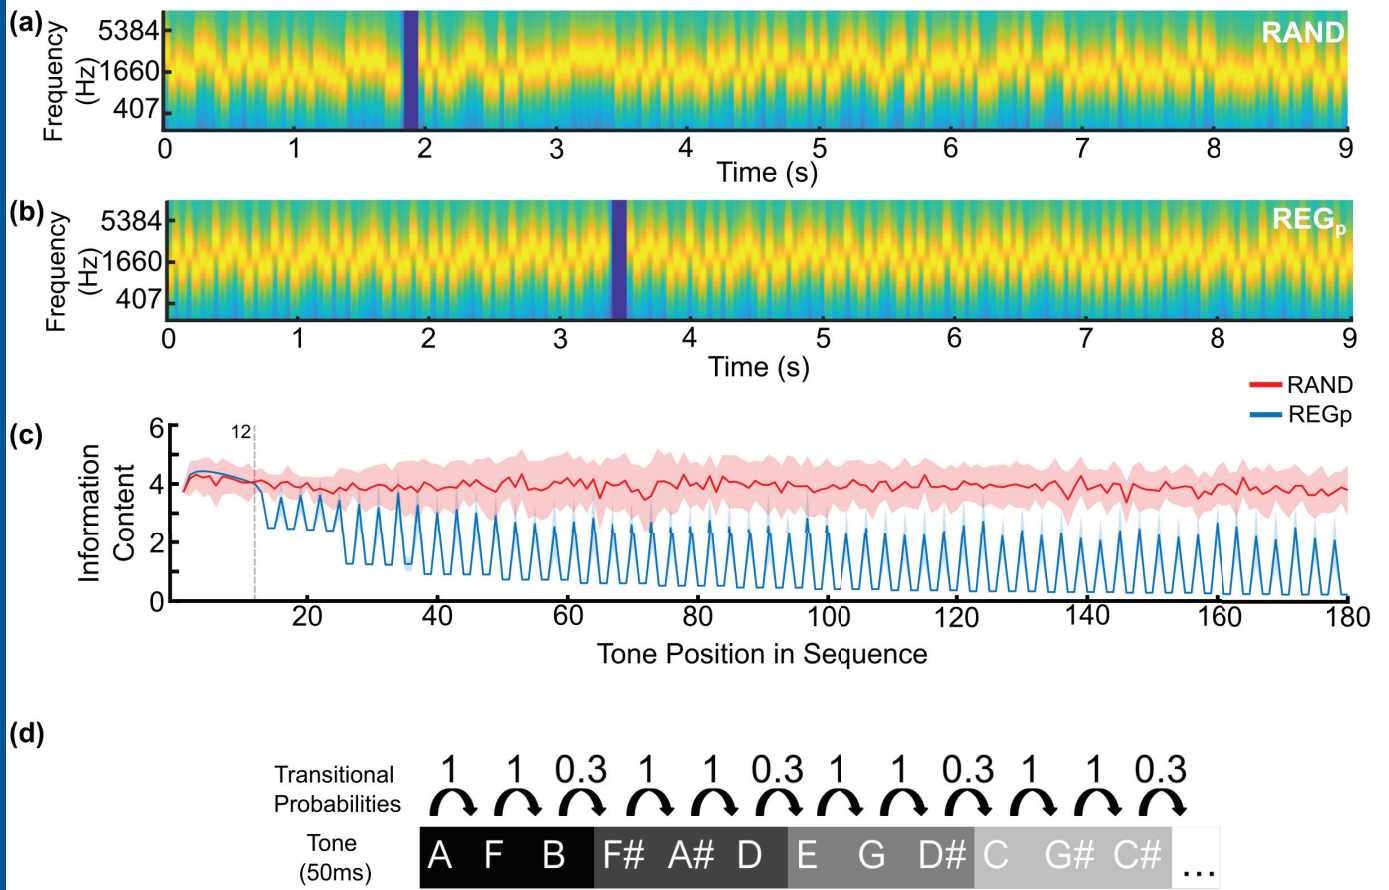 (a)
Frequency
(Hz)
5384
1660
407
RAND
0 1 2 3 4 5 6 7 8 9
Time (s)
(b)
Frequency
(Hz)
5384
1660
407
REGp
0 1 2 3 4 5 6 7 8 9
Time (s)
RAND
REGp
(c)
Information
Content
6
4
2
0
12
20 40 60 80 100 120 140 160 180
Tone Position in Sequence
(d)
Transitional
Probabilities
1 1 0.3 1 1 0.3 1 1 0.3 1 1 0.3
Tone
(50ms)
A F B F# A# D E G D# C G# C# ...